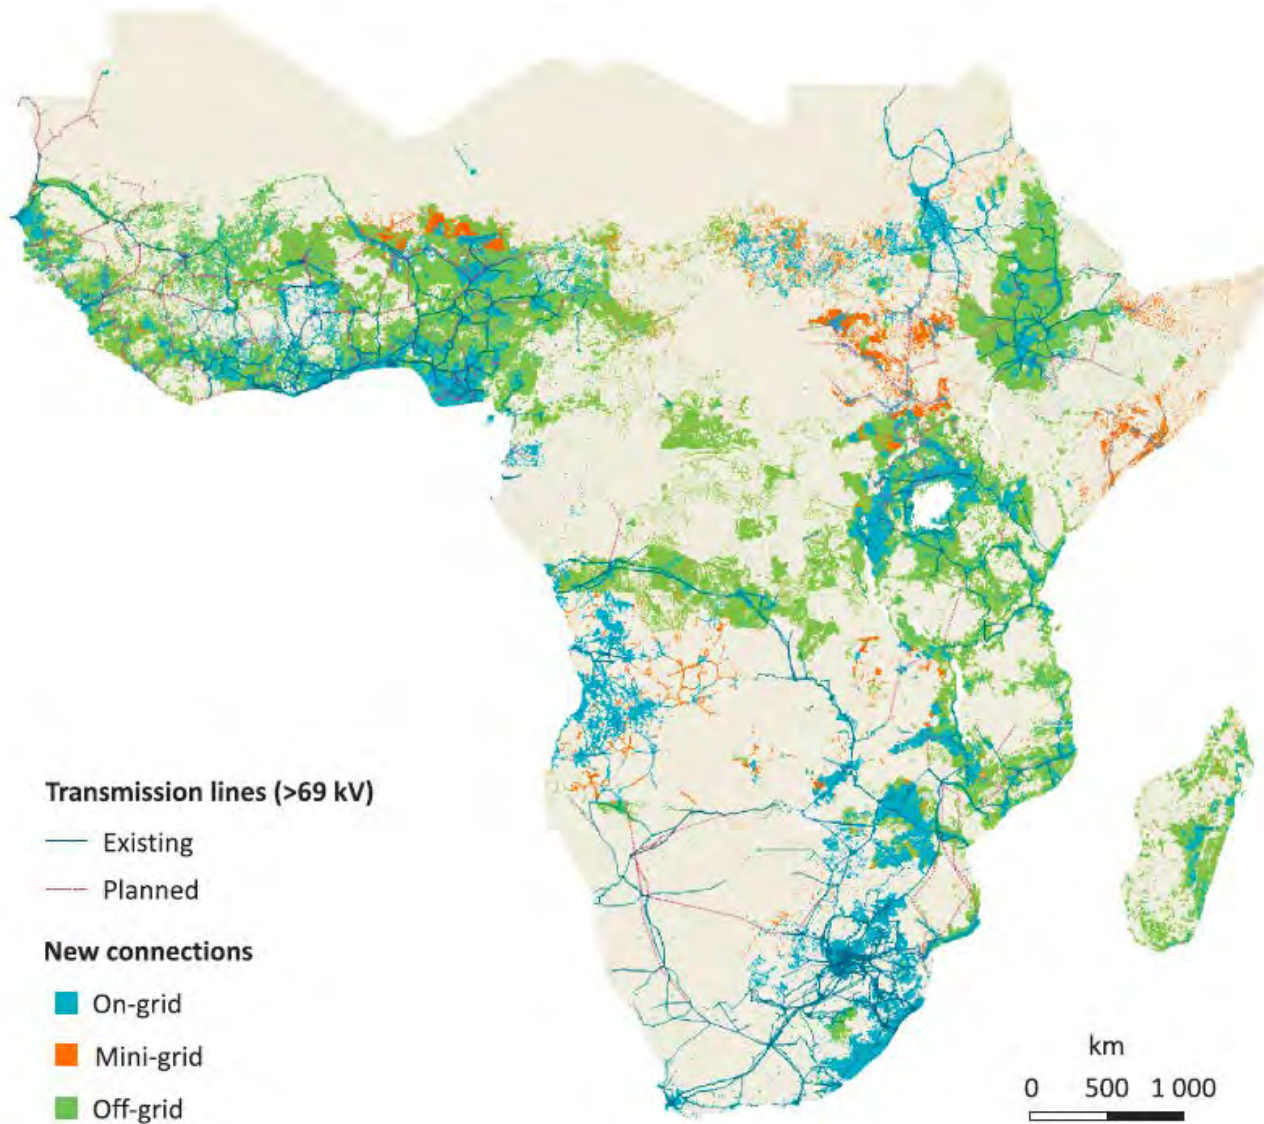 Transmission lines (>69 kV)
Existing
Planned
New connections
On-grid
Mini-grid
Off-grid
km
0 500 1 000